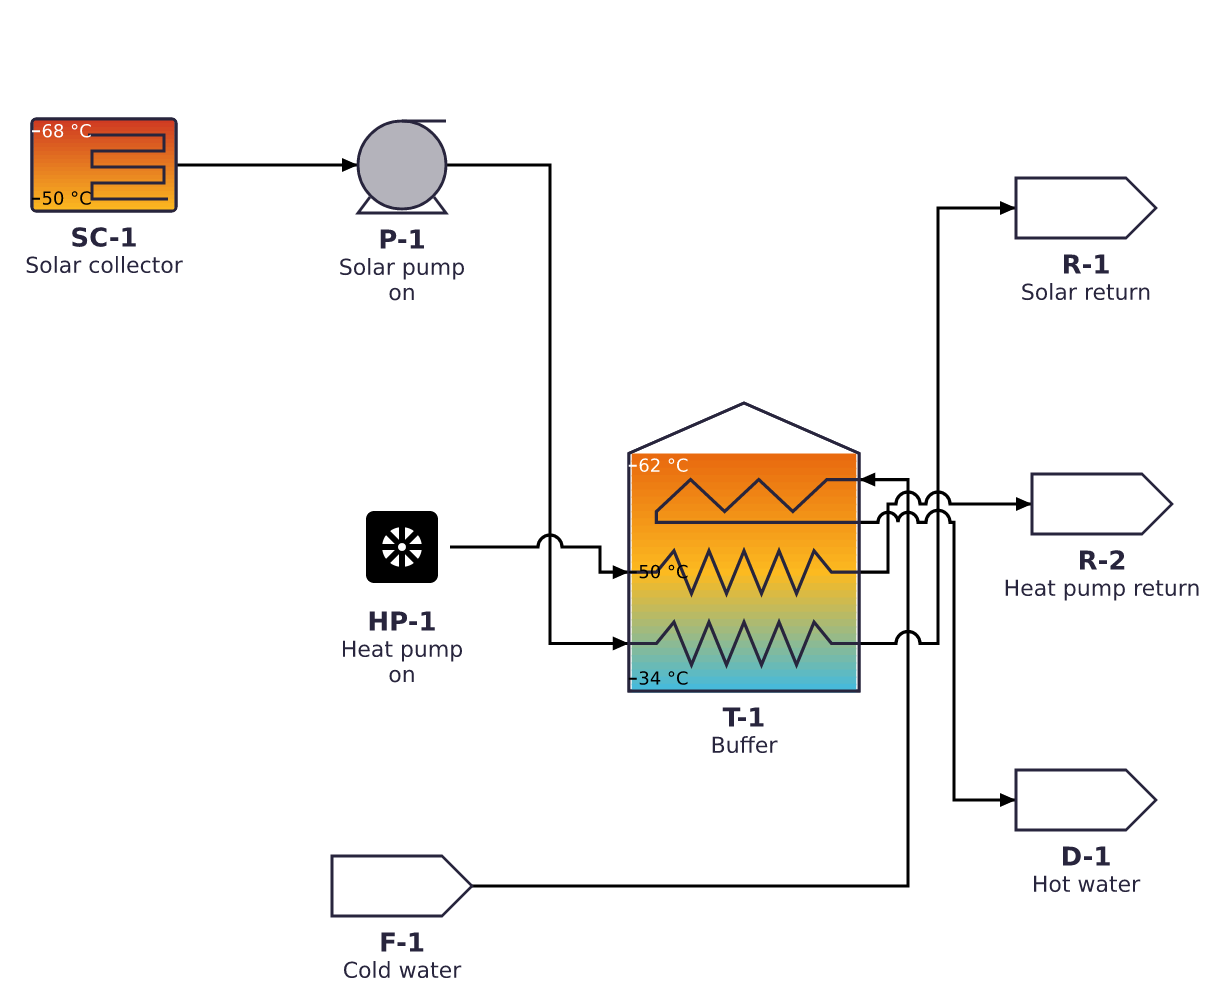 68 °C
50 °C
SC-1
Solar collector
P-1
Solar pump
on
R-1
Solar return
62 °C
50 °C
34 °C
T-1
Buffer
HP-1
Heat pump
on
R-2
Heat pump return
D-1
Hot water
F-1
Cold water